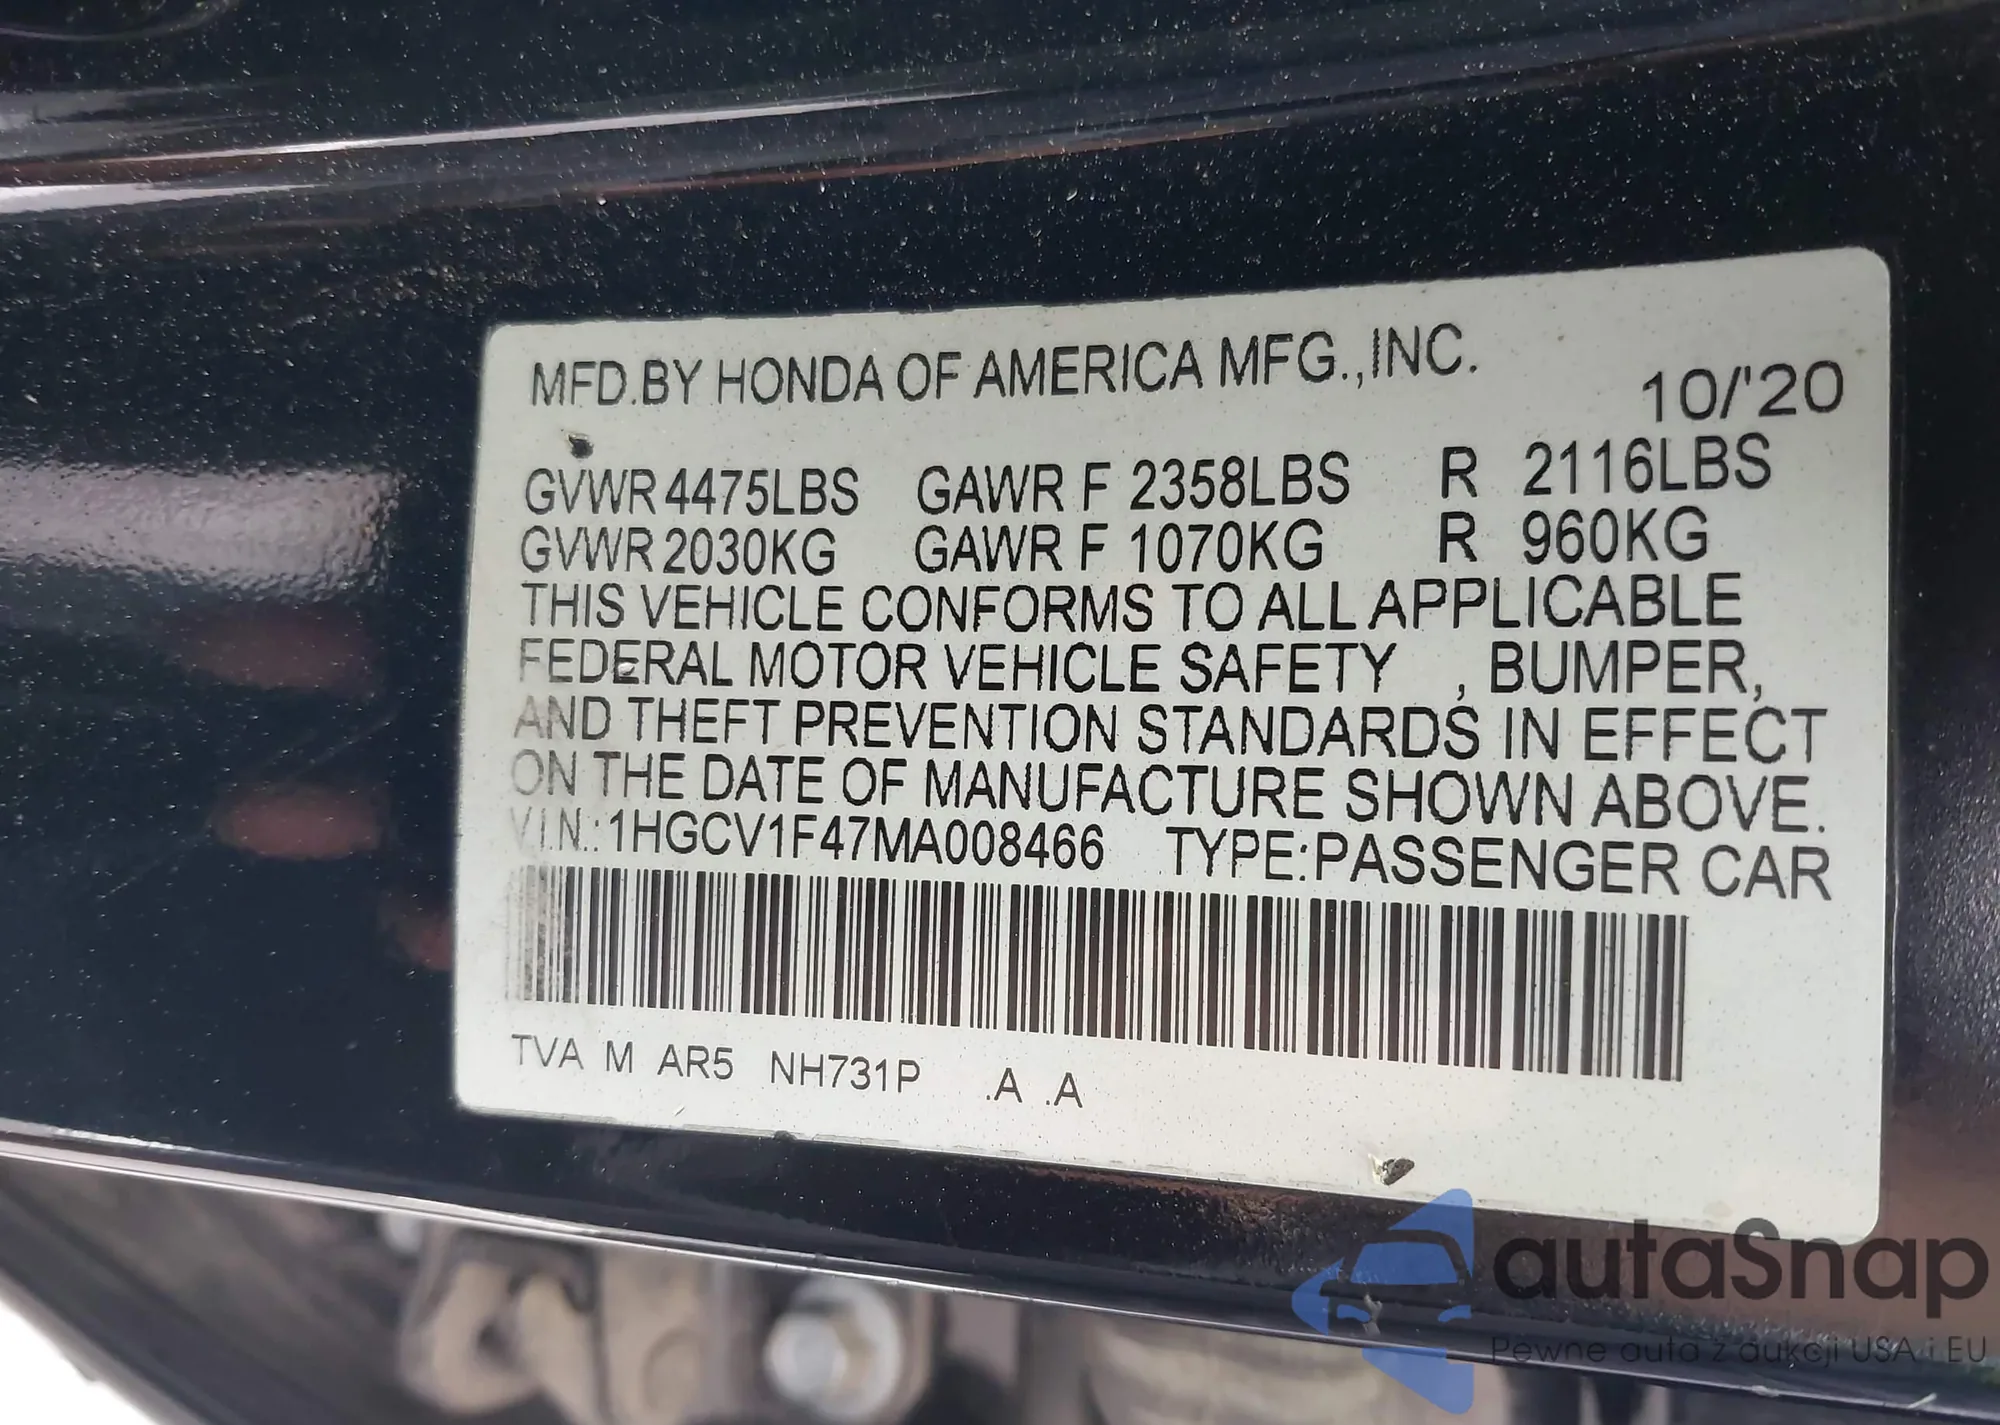 MFD.BY HONDA OF AMERICA MFG.,INC.
10/'20
GVWR 4475LBS GAWR F 2358LBS R 2116LBS
GVWR 2030KG GAWR F 1070KG R 960KG
THIS VEHICLE CONFORMS TO ALL APPLICABLE
FEDERAL MOTOR VEHICLE SAFETY , BUMPER,
AND THEFT PREVENTION STANDARDS IN EFFECT
ON THE DATE OF MANUFACTURE SHOWN ABOVE.
V.I.N.: 1HGCV1F47MA008466 TYPE:PASSENGER CAR
TVA M AR5 NH731P .A .A
autaSnap
Pewne auta z aukcji USA i EU